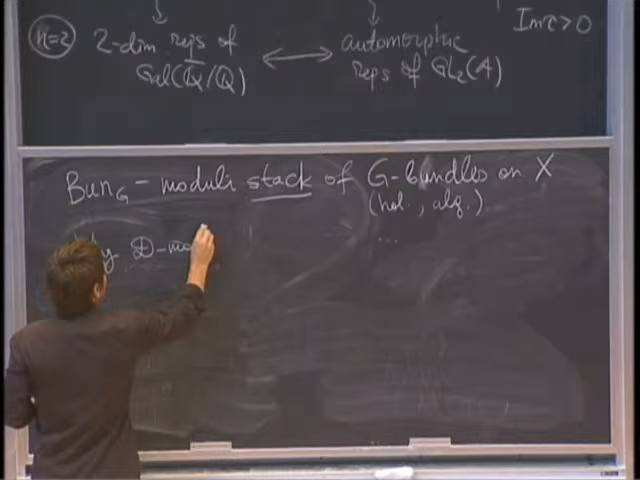 n=2 2-dim reps of automorphic Im τ > 0
Gal(Q̅/Q) ⟷ reps of GL₂(A)
Bun_G - moduli stack of G-bundles on X
(hol., alg.)
...
D-mo